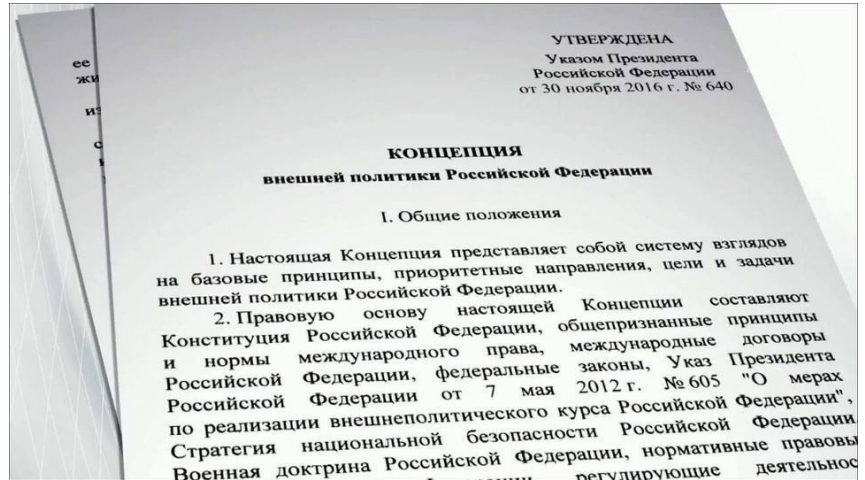 УТВЕРЖДЕНА
Указом Президента
Российской Федерации
от 30 ноября 2016 г. № 640
КОНЦЕПЦИЯ
внешней политики Российской Федерации
I. Общие положения
1. Настоящая Концепция представляет собой систему взглядов
на базовые принципы, приоритетные направления, цели и задачи
внешней политики Российской Федерации.
2. Правовую основу настоящей Концепции составляют
Конституция Российской Федерации, общепризнанные принципы
и нормы международного права, международные договоры
Российской Федерации, федеральные законы, Указ Президента
Российской Федерации от 7 мая 2012 г. № 605 "О мерах
по реализации внешнеполитического курса Российской Федерации",
Стратегия национальной безопасности Российской Федерации
Военная доктрина Российской Федерации, нормативные правовы
регулирующие деятельнос
ее
жи
из